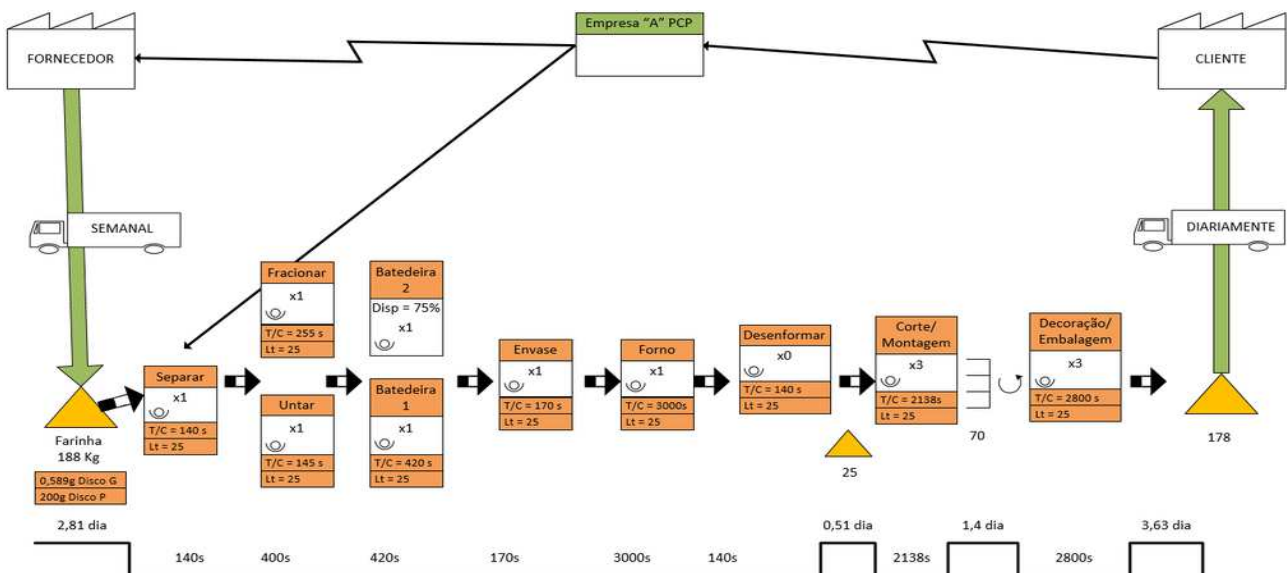 Empresa "A" PCP
FORNECEDOR
CLIENTE
SEMANAL
DIARIAMENTE
Farinha
188 Kg
0,589g Disco G
200g Disco P
Separar
x1
T/C = 140 s
Lt = 25
Fracionar
x1
T/C = 255 s
Lt = 25
Untar
x1
T/C = 145 s
Lt = 25
Batedeira
2
Disp = 75%
x1
Batedeira
1
x1
T/C = 420 s
Lt = 25
Envase
x1
T/C = 170 s
Lt = 25
Forno
x1
T/C = 3000s
Lt = 25
Desenformar
x0
T/C = 140 s
Lt = 25
25
Corte/
Montagem
x3
T/C = 2138s
Lt = 25
70
Decoração/
Embalagem
x3
T/C = 2800 s
Lt = 25
178
2,81 dia
140s
400s
420s
170s
3000s
140s
0,51 dia
2138s
1,4 dia
2800s
3,63 dia